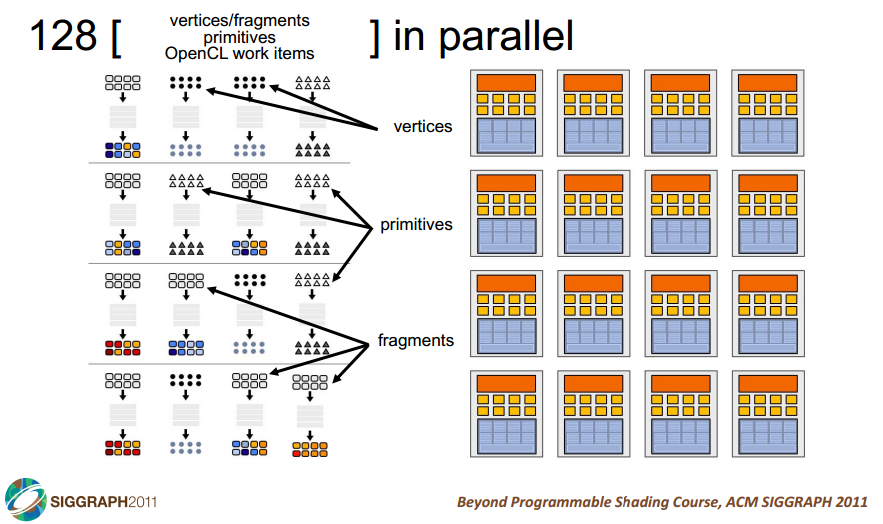 128 [ vertices/fragments ] in parallel
primitives
OpenCL work items
vertices
primitives
fragments
SIGGRAPH2011
Beyond Programmable Shading Course, ACM SIGGRAPH 2011